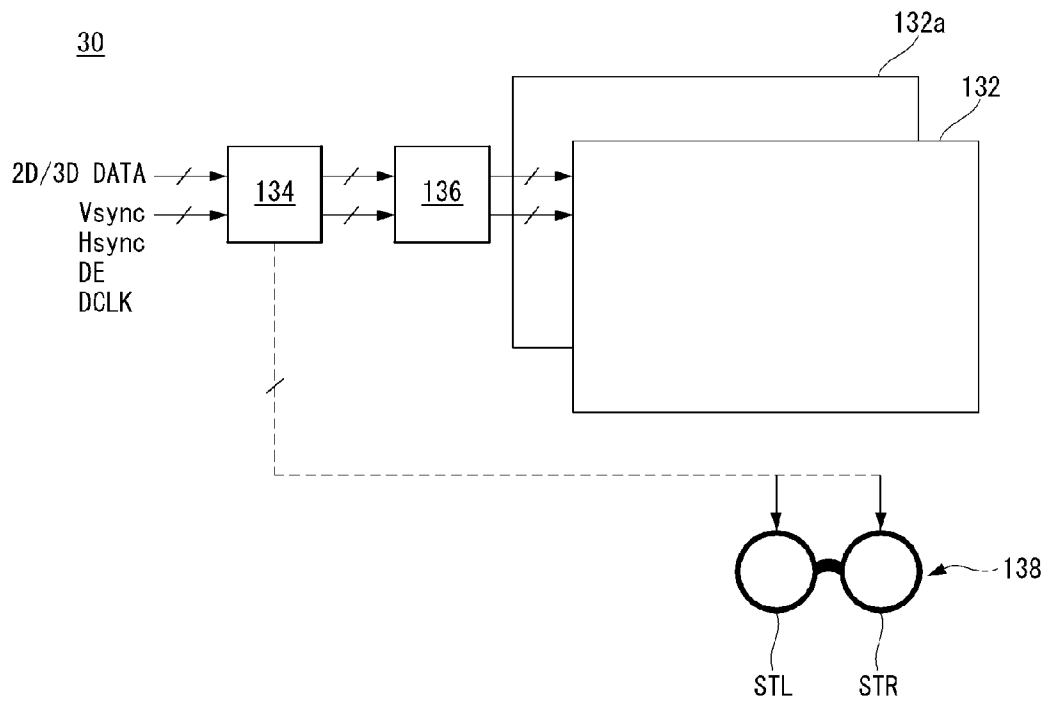 30
132a
132
2D/3D DATA
134
136
Vsync
Hsync
DE
DCLK
138
STL
STR